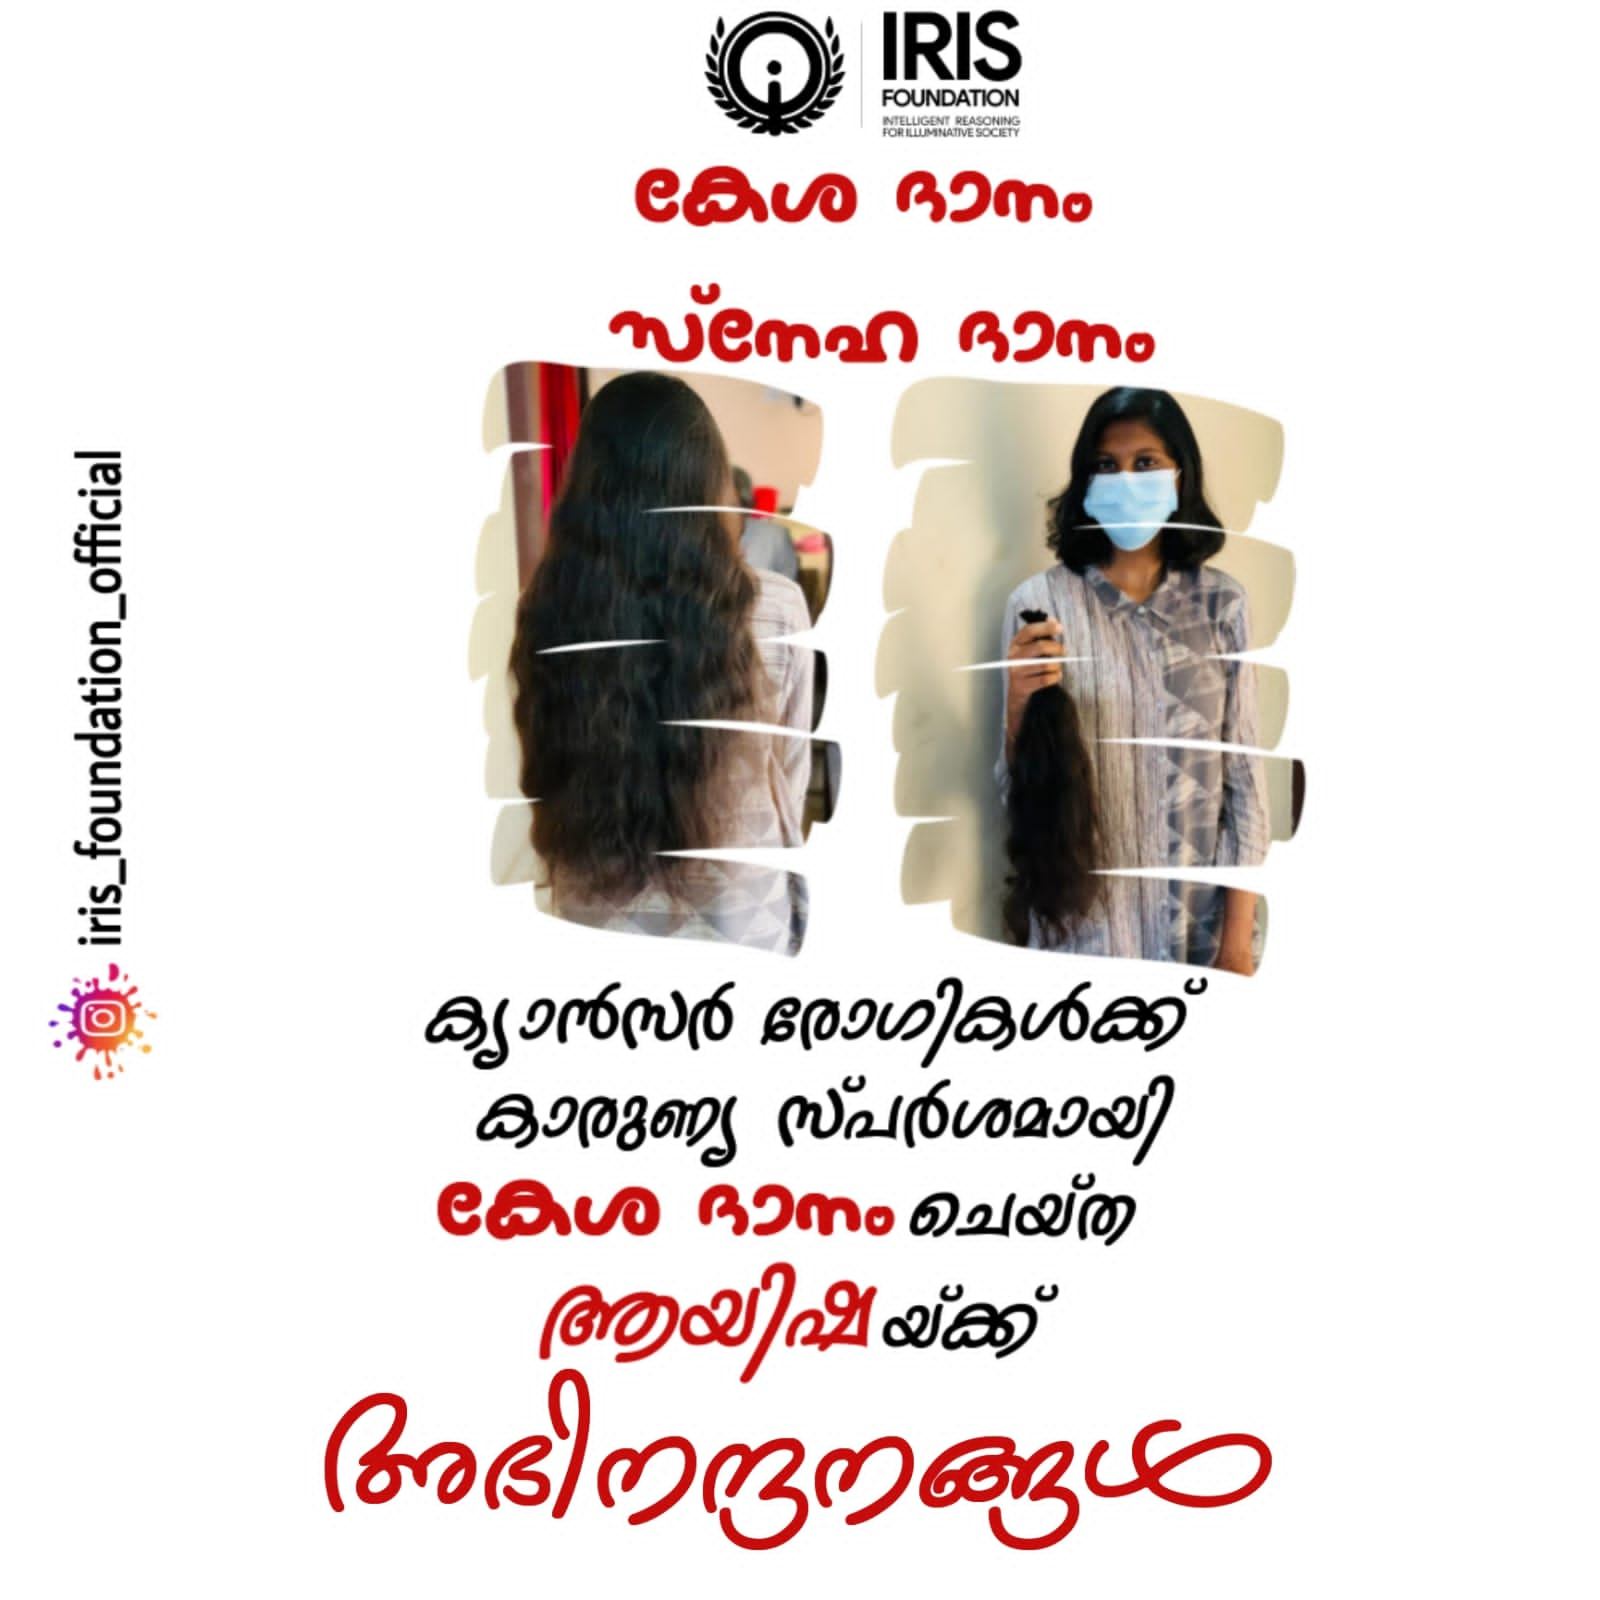 IRIS
FOUNDATION
INTELLIGENT REASONING
FOR ILLUMINATIVE SOCIETY
കേശ ദാനം
സ്നേഹ ദാനം
iris_foundation_official
ക്യാൻസർ രോഗികൾക്ക്
കാരുണ്യ സ്പർശമായി
കേശ ദാനം ചെയ്ത
ആയിഷയ്ക്ക്
അഭിനന്ദനങ്ങൾ